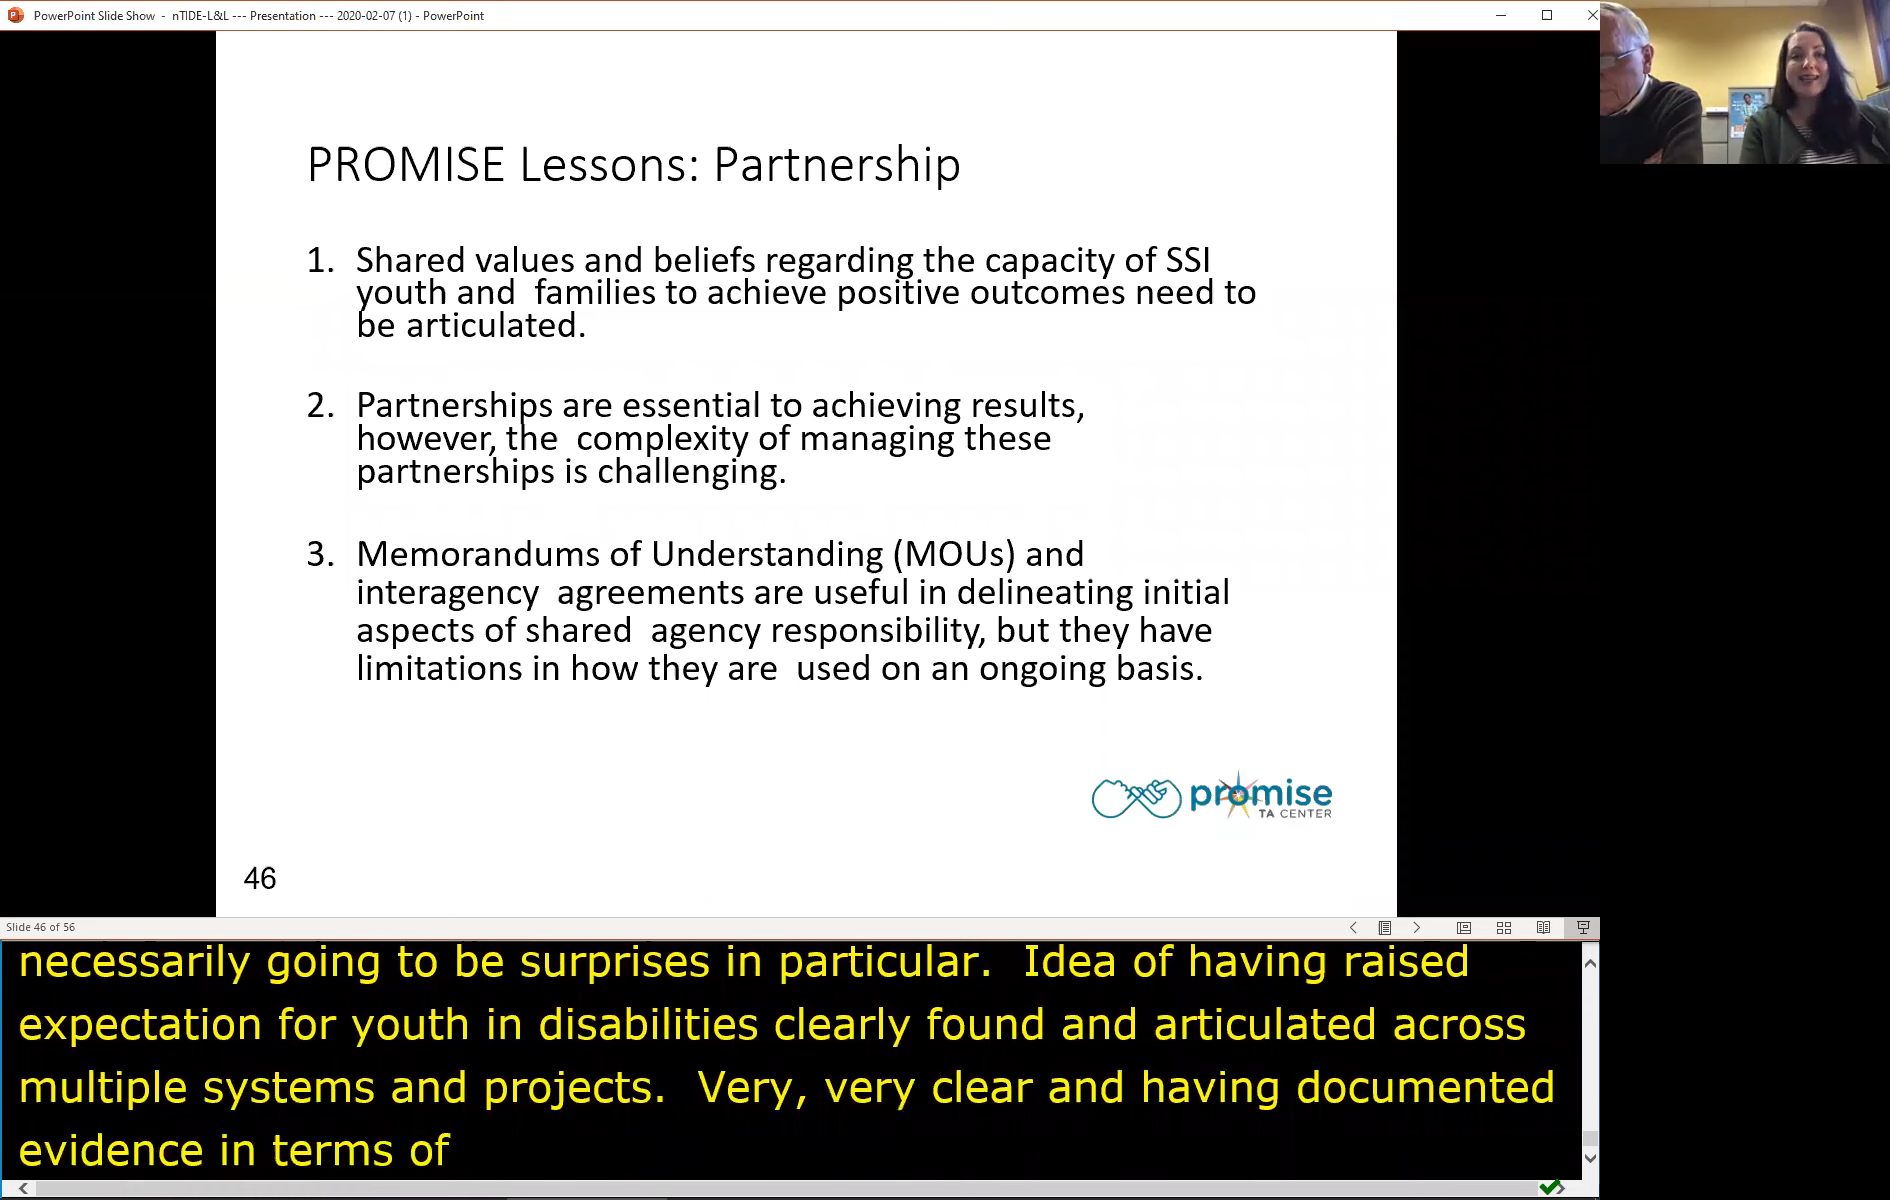 PowerPoint Slide Show - nTIDE-L&L --- Presentation --- 2020-02-07 (1) - PowerPoint
PROMISE Lessons: Partnership
1. Shared values and beliefs regarding the capacity of SSI
youth and  families to achieve positive outcomes need to
be articulated.
2. Partnerships are essential to achieving results,
however, the  complexity of managing these
partnerships is challenging.
3. Memorandums of Understanding (MOUs) and
interagency  agreements are useful in delineating initial
aspects of shared  agency responsibility, but they have
limitations in how they are  used on an ongoing basis.
promise
TA CENTER
46
Slide 46 of 56
necessarily going to be surprises in particular.  Idea of having raised
expectation for youth in disabilities clearly found and articulated across
multiple systems and projects.  Very, very clear and having documented
evidence in terms of